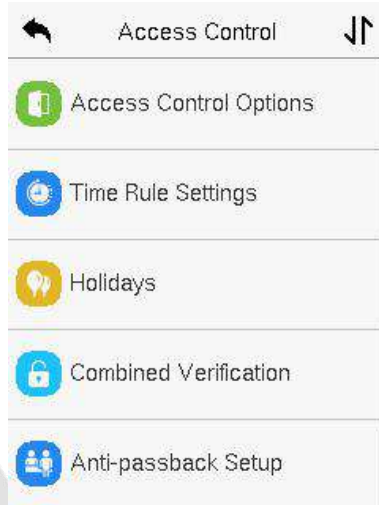 Access Control
Access Control Options
Time Rule Settings
Holidays
Combined Verification
Anti-passback Setup